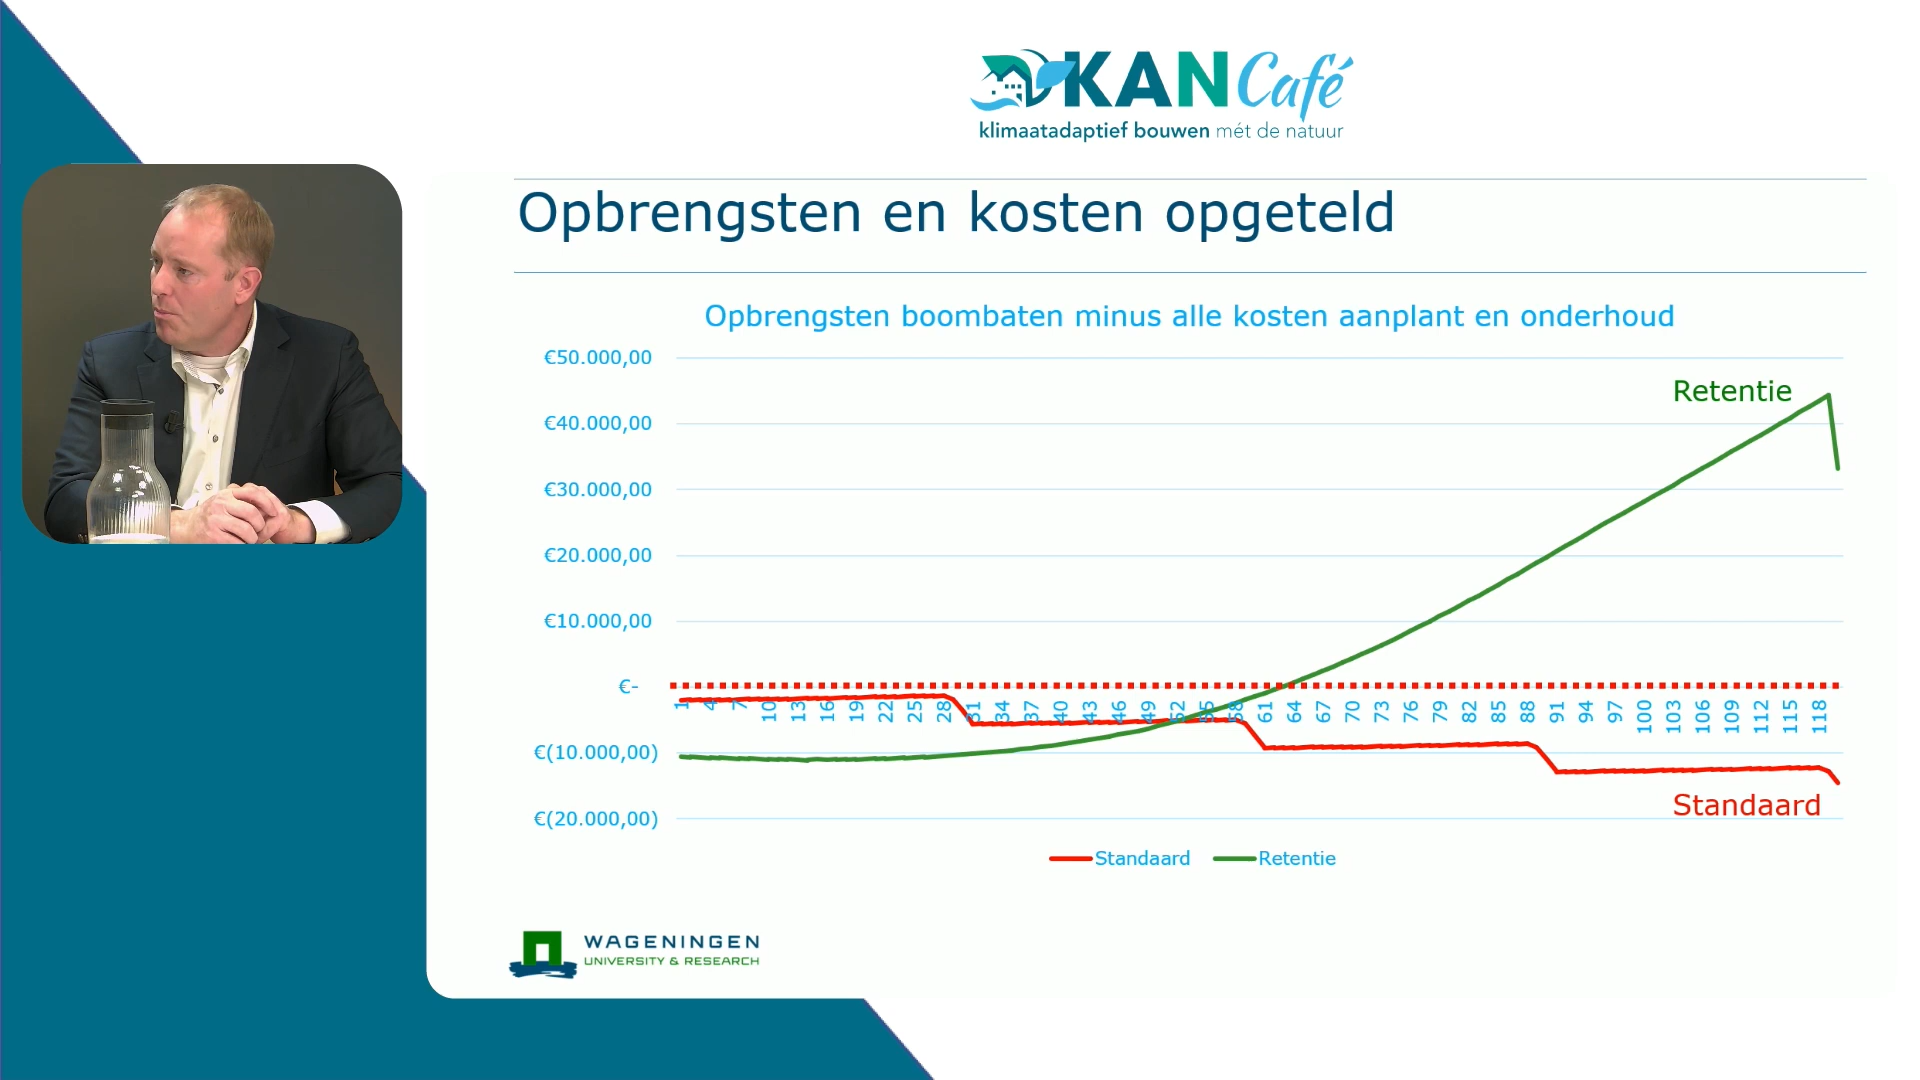 KAN Café
klimaatadaptief bouwen mét de natuur
Opbrengsten en kosten opgeteld
Opbrengsten boombaten minus alle kosten aanplant en onderhoud
€50.000,00
Retentie
€40.000,00
€30.000,00
€20.000,00
€10.000,00
€-
1 4 7 10 13 16 19 22 25 28 31 34 37 40 43 46 49 52 55 58 61 64 67 70 73 76 79 82 85 88 91 94 97 100 103 106 109 112 115 118
€(10.000,00)
Standaard
€(20.000,00)
Standaard Retentie
WAGENINGEN
UNIVERSITY & RESEARCH